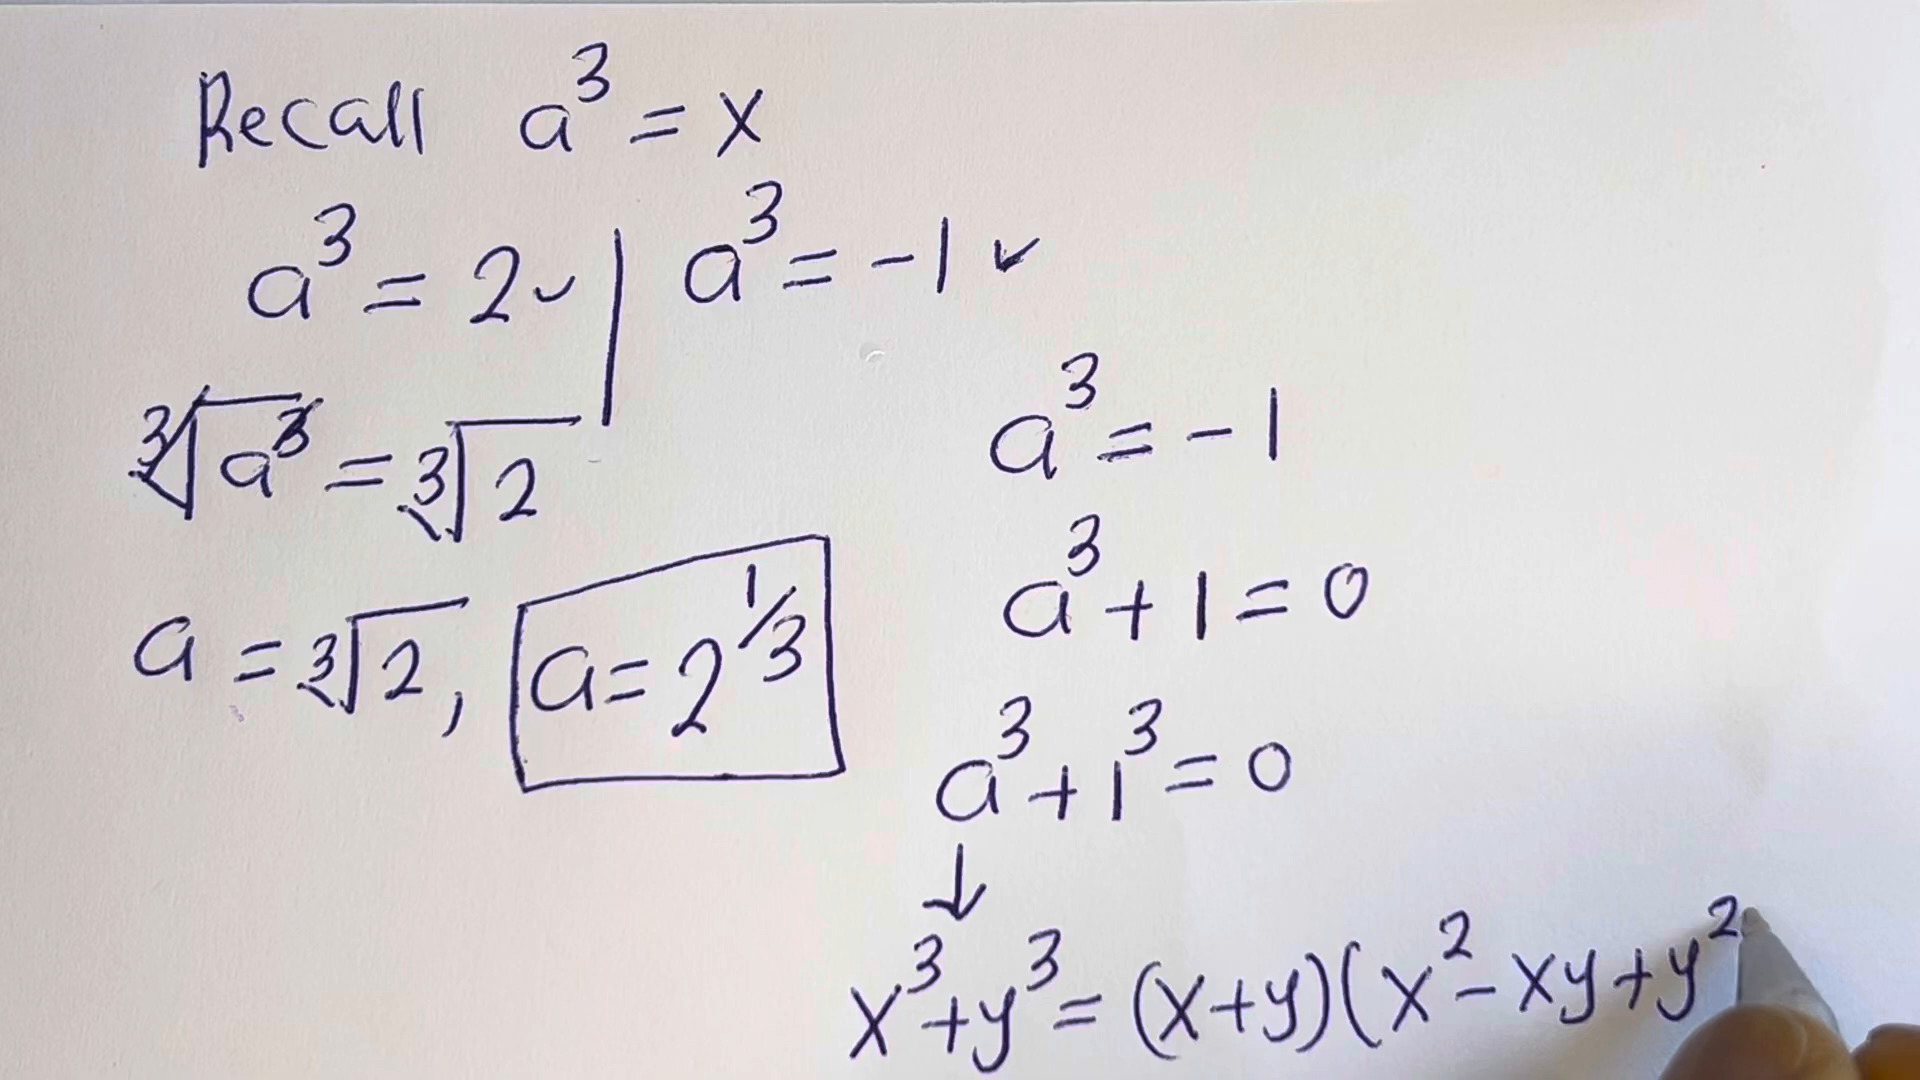 Recall a³ = x
a³ = 2 ✓ | a³ = -1 ✓
∛a³ = ∛2
a = ∛2, a = 2^1/3
a³ = -1
a³ + 1 = 0
a³ + 1³ = 0
↓
x³ + y³ = (x+y)(x² - xy + y²